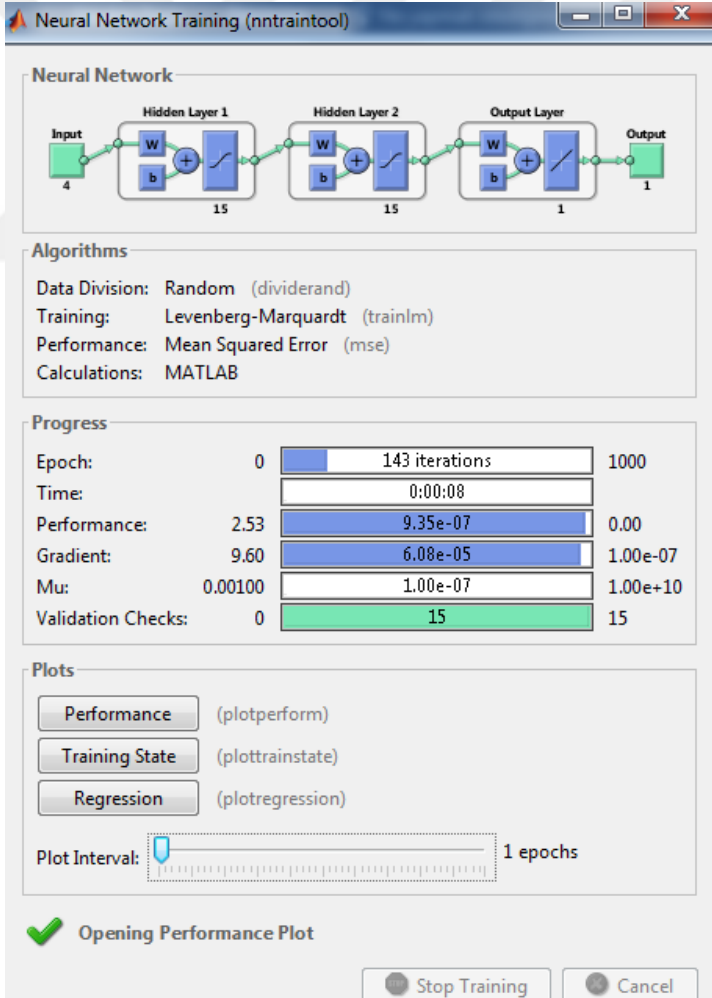 Neural Network Training (nntraintool)
Neural Network
Hidden Layer 1 Hidden Layer 2 Output Layer
Input Output
W W W
b b b
4 15 15 1 1
Algorithms
Data Division: Random (dividerand)
Training: Levenberg-Marquardt (trainlm)
Performance: Mean Squared Error (mse)
Calculations: MATLAB
Progress
Epoch: 0 143 iterations 1000
Time: 0:00:08
Performance: 2.53 9.35e-07 0.00
Gradient: 9.60 6.08e-05 1.00e-07
Mu: 0.00100 1.00e-07 1.00e+10
Validation Checks: 0 15 15
Plots
Performance (plotperform)
Training State (plottrainstate)
Regression (plotregression)
Plot Interval: 1 epochs
Opening Performance Plot
Stop Training Cancel